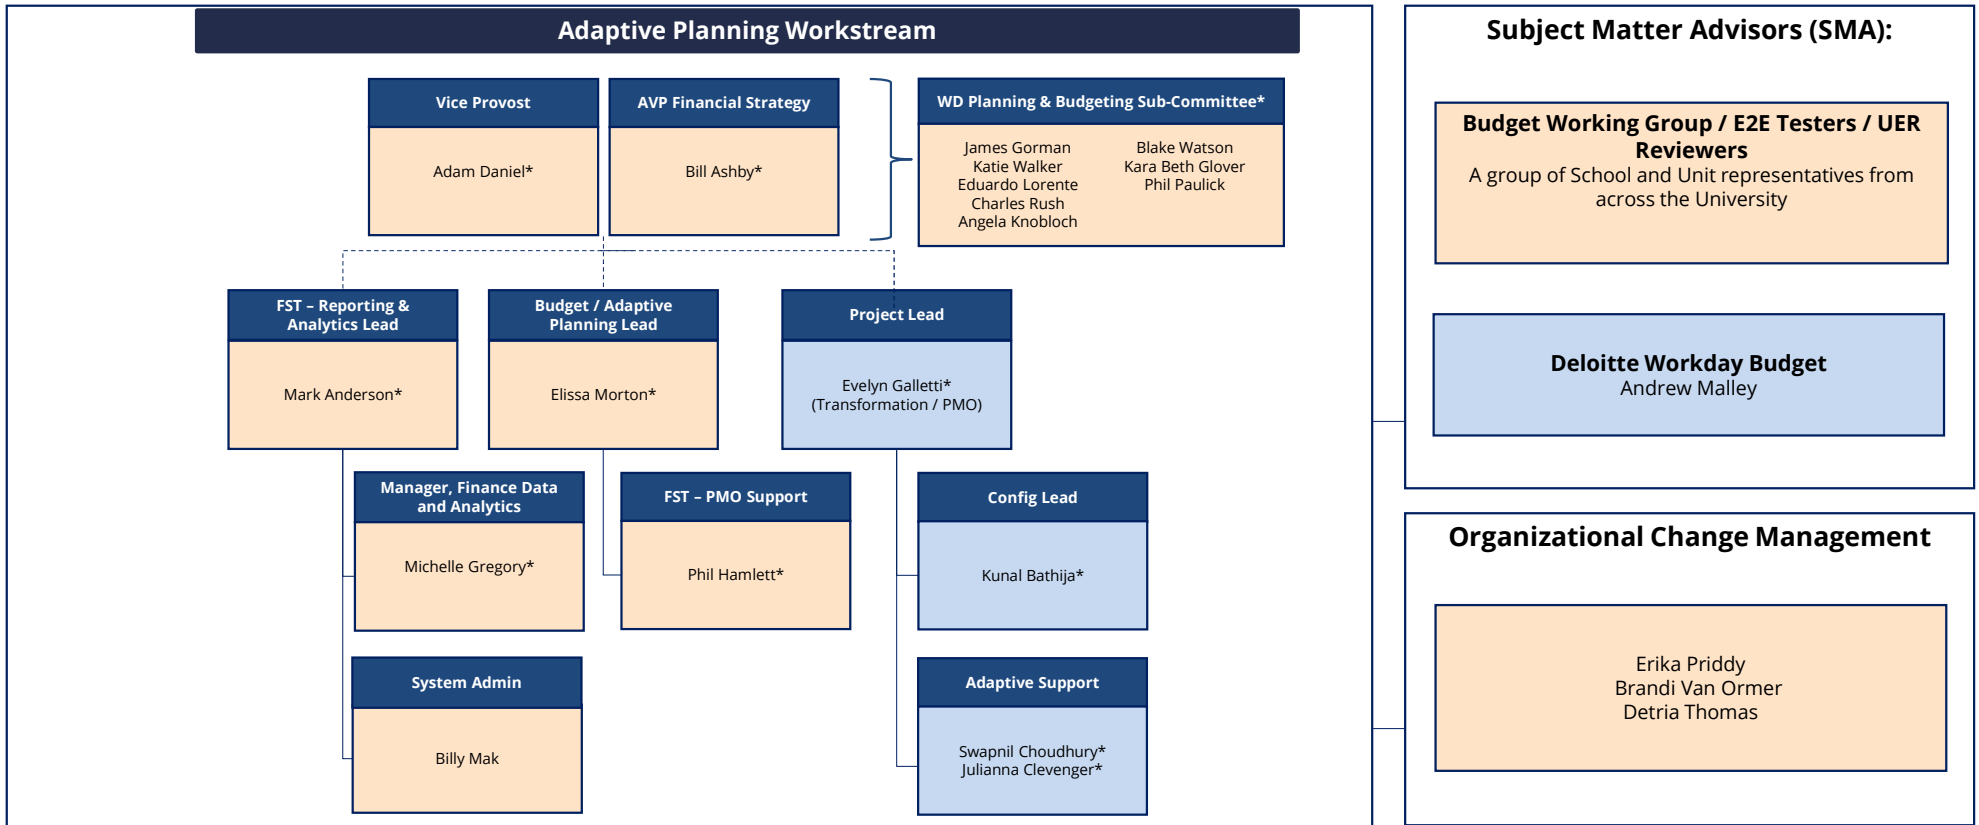 Adaptive Planning Workstream
Vice Provost
Adam Daniel*
AVP Financial Strategy
Bill Ashby*
WD Planning & Budgeting Sub-Committee*
James Gorman
Katie Walker
Eduardo Lorente
Charles Rush
Angela Knobloch
Blake Watson
Kara Beth Glover
Phil Paulick
FST – Reporting &
Analytics Lead
Mark Anderson*
Budget / Adaptive
Planning Lead
Elissa Morton*
Project Lead
Evelyn Galletti*
(Transformation / PMO)
Manager, Finance Data
and Analytics
Michelle Gregory*
FST – PMO Support
Phil Hamlett*
Config Lead
Kunal Bathija*
System Admin
Billy Mak
Adaptive Support
Swapnil Choudhury*
Julianna Clevenger*
Subject Matter Advisors (SMA):
Budget Working Group / E2E Testers / UER
Reviewers
A group of School and Unit representatives from
across the University
Deloitte Workday Budget
Andrew Malley
Organizational Change Management
Erika Priddy
Brandi Van Ormer
Detria Thomas